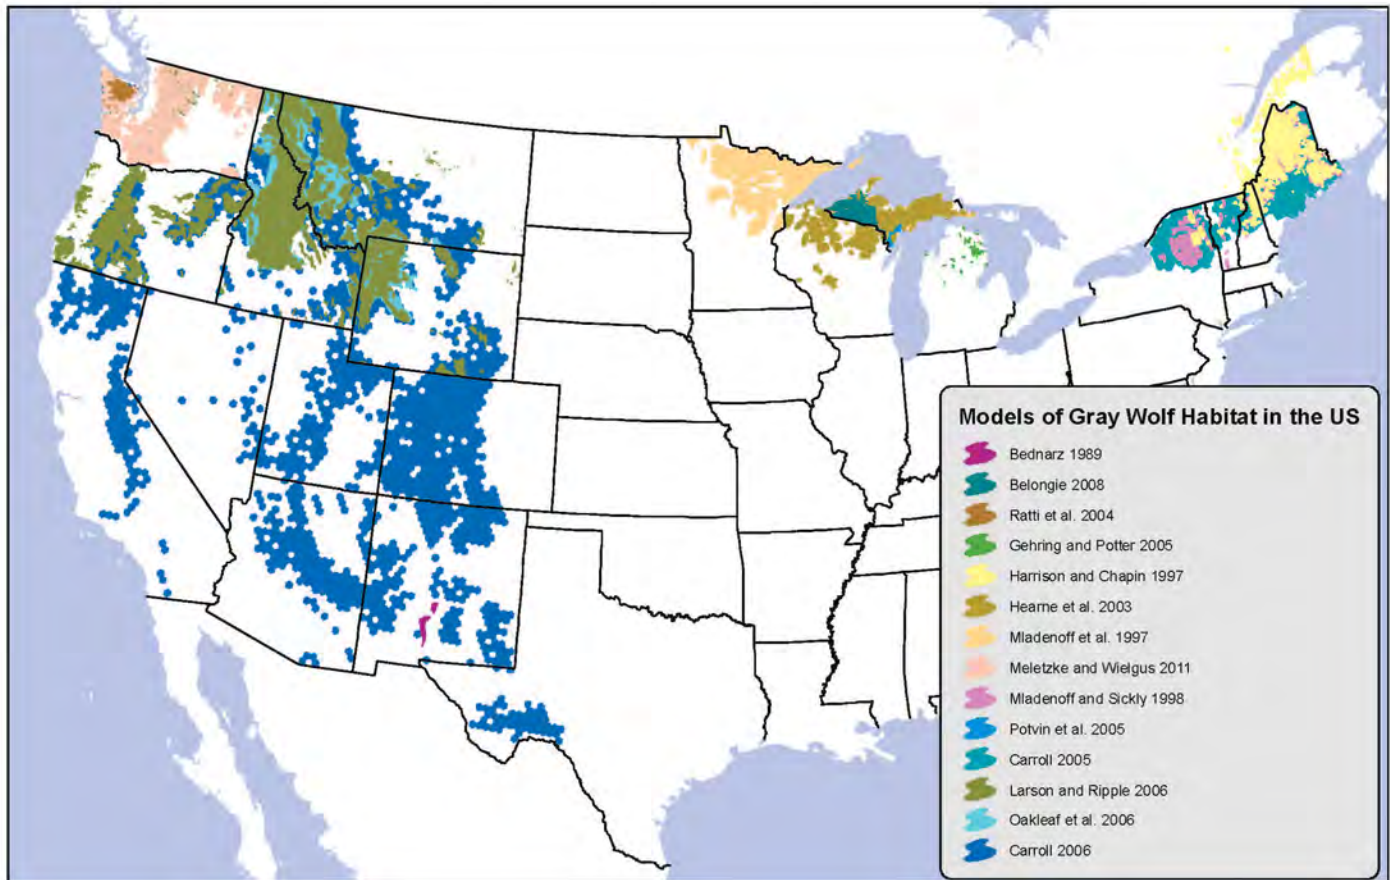 Models of Gray Wolf Habitat in the US
Bednarz 1989
Belongie 2008
Ratti et al. 2004
Gehring and Potter 2005
Harrison and Chapin 1997
Hearne et al. 2003
Mladenoff et al. 1997
Meletzke and Wielgus 2011
Mladenoff and Sickly 1998
Potvin et al. 2005
Carroll 2005
Larson and Ripple 2006
Oakleaf et al. 2006
Carroll 2006